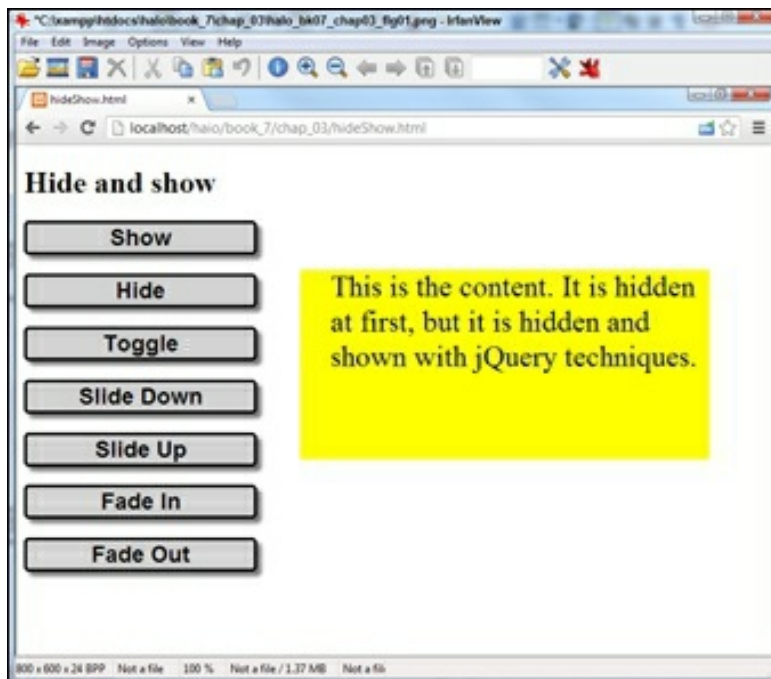 "C:\xampp\htdocs\haio\book_7\chap_03\haio_bk07_chap03_fig01.png - IrfanView
File Edit Image Options View Help
hideShow.html
localhost/haio/book_7/chap_03/hideShow.html
Hide and show
Show
Hide
Toggle
Slide Down
Slide Up
Fade In
Fade Out
This is the content. It is hidden
at first, but it is hidden and
shown with jQuery techniques.
800 x 600 x 24 BPP Not a file 100 % Not a file / 1.37 MB Not a